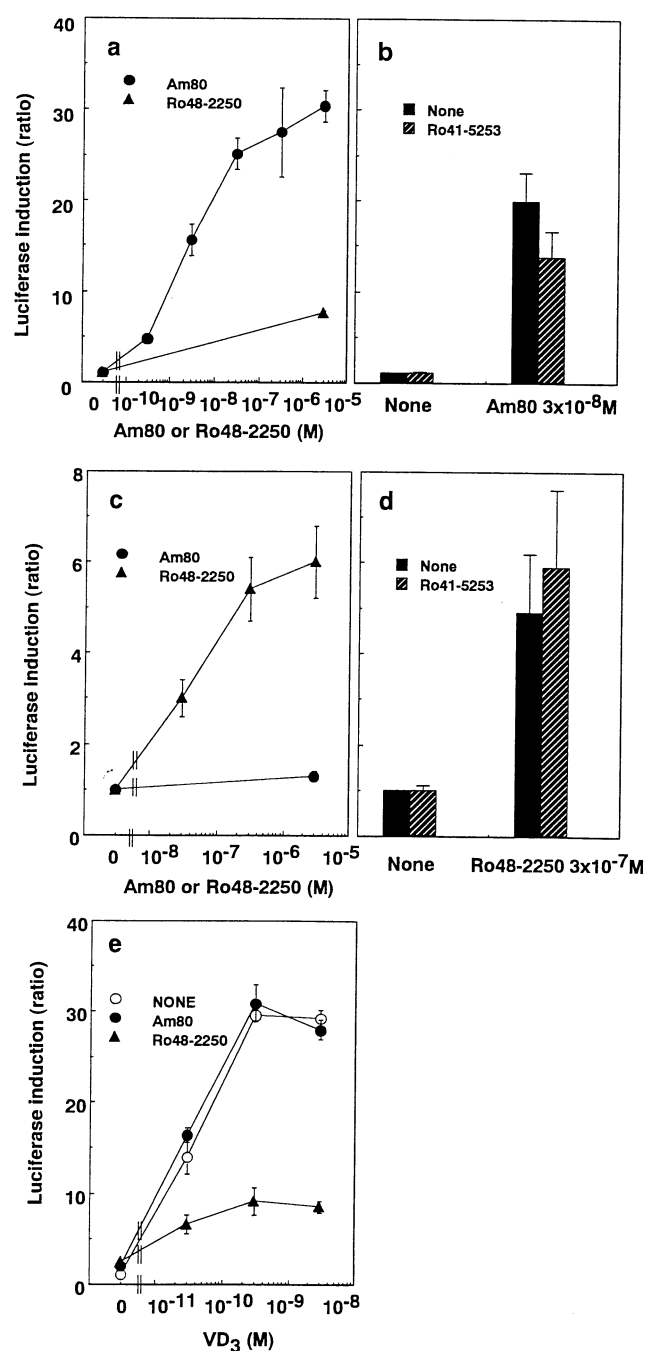 40
30
20
10
0
Luciferase induction (ratio)
a
Am80
Ro48-2250
0 10-10 10-9 10-8 10-7 10-6 10-5
Am80 or Ro48-2250 (M)
b
None
Ro41-5253
None
Am80 3x10-8M
8
6
4
2
0
Luciferase Induction (ratio)
c
Am80
Ro48-2250
0 10-8 10-7 10-6 10-5
Am80 or Ro48-2250 (M)
d
None
Ro41-5253
None
Ro48-2250 3x10-7M
40
30
20
10
0
Luciferase induction (ratio)
e
NONE
Am80
Ro48-2250
0 10-11 10-10 10-9 10-8
VD3 (M)